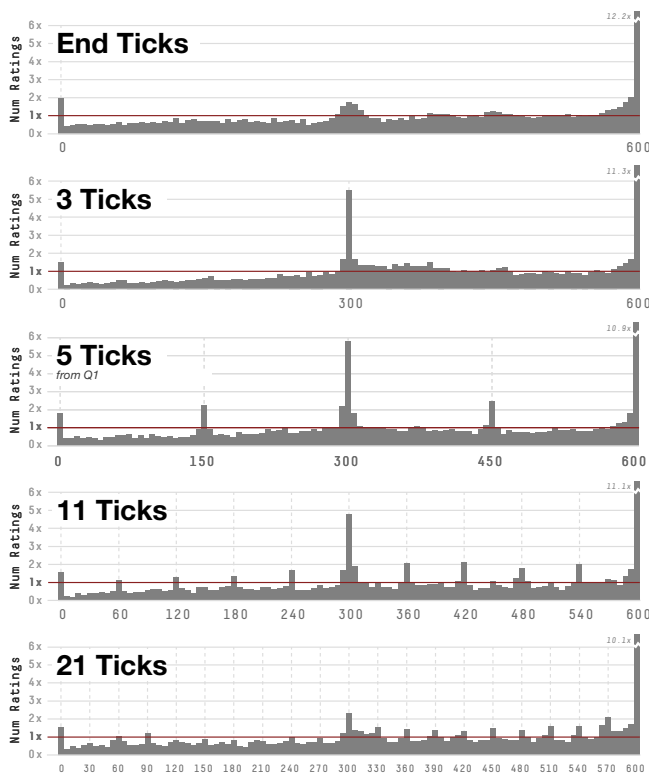 12.2x
6x
End Ticks
5x
4x
3x
2x
1x
0x
Num Ratings
0 600
11.3x
6x
3 Ticks
5x
4x
3x
2x
1x
0x
Num Ratings
0 300 600
10.9x
6x
5 Ticks
5x
from Q1
4x
3x
2x
1x
0x
Num Ratings
0 150 300 450 600
11.1x
6x
11 Ticks
5x
4x
3x
2x
1x
0x
Num Ratings
0 60 120 180 240 300 360 420 480 540 600
10.1x
6x
21 Ticks
5x
4x
3x
2x
1x
0x
Num Ratings
0 30 60 90 120 150 180 210 240 270 300 330 360 390 420 450 480 510 540 570 600